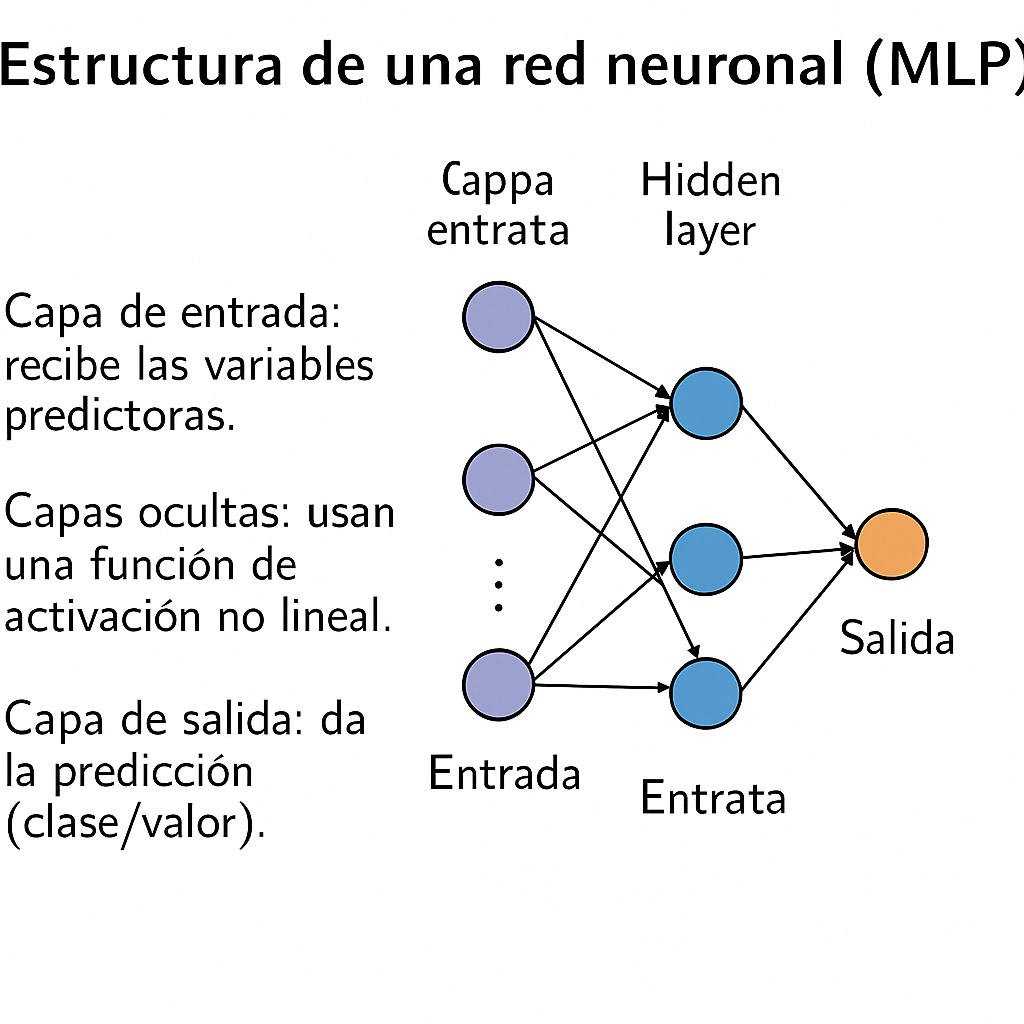 Estructura de una red neuronal (MLP)
Cappa
entrata
Hidden
layer
Capa de entrada:
recibe las variables
predictoras.
Capas ocultas: usan
una función de
activación no lineal.
Capa de salida: da
la predicción
(clase/valor).
Entrada
Entrata
Salida